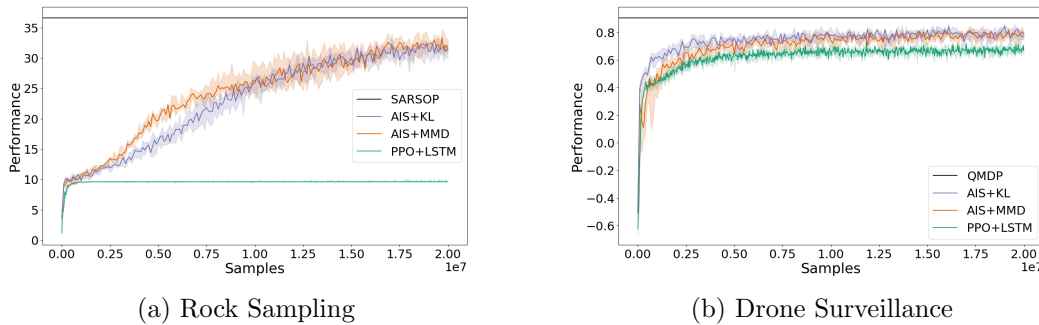 Performance
35
30
25
20
15
10
5
0
SARSOP
AIS+KL
AIS+MMD
PPO+LSTM
0.00 0.25 0.50 0.75 1.00 1.25 1.50 1.75 2.00
1e7
Samples
(a) Rock Sampling
Performance
0.8
0.6
0.4
0.2
0.0
−0.2
−0.4
−0.6
QMDP
AIS+KL
AIS+MMD
PPO+LSTM
0.00 0.25 0.50 0.75 1.00 1.25 1.50 1.75 2.00
1e7
Samples
(b) Drone Surveillance